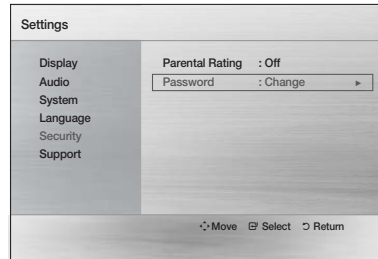 Settings
Display
Audio
System
Language
Security
Support
Parental Rating : Off
Password : Change ►
Move Select Return